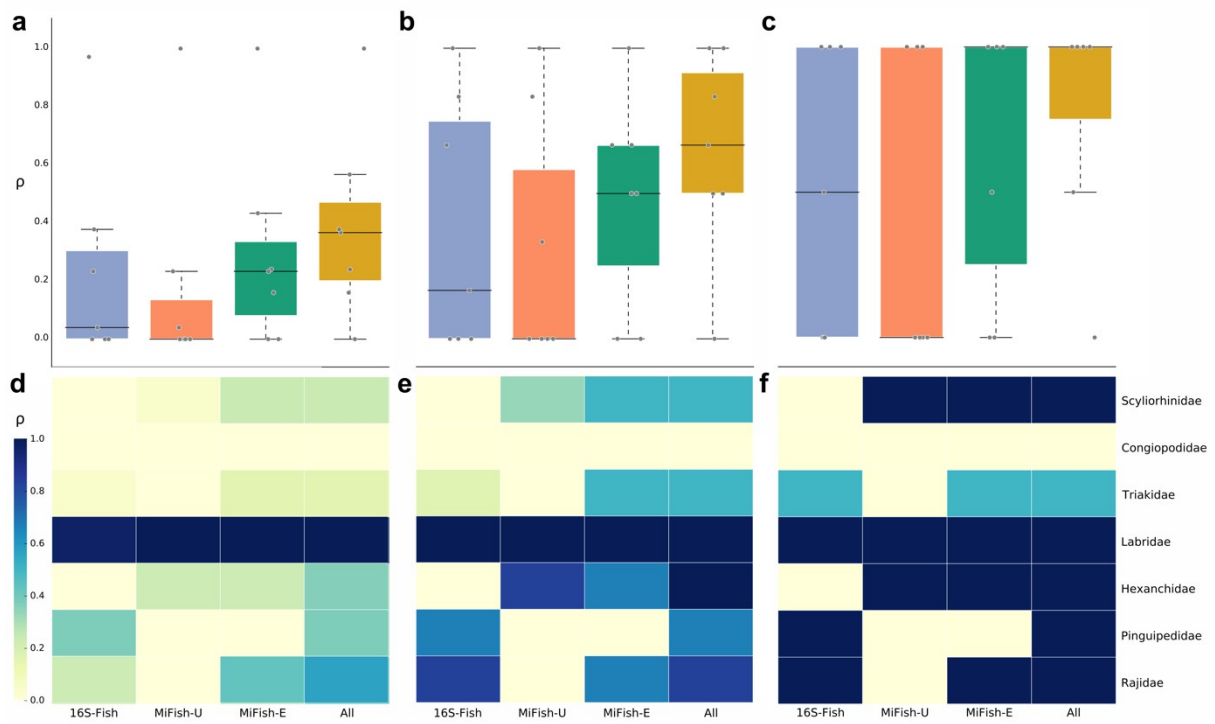 a b c
1.0
0.8
0.6
ρ
0.4
0.2
0.0
d e f
ρ
1.0
0.8
0.6
0.4
0.2
0.0
Scyliorhinidae
Congiopodidae
Triakidae
Labridae
Hexanchidae
Pinguipedidae
Rajidae
16S-Fish MiFish-U MiFish-E All 16S-Fish MiFish-U MiFish-E All 16S-Fish MiFish-U MiFish-E All